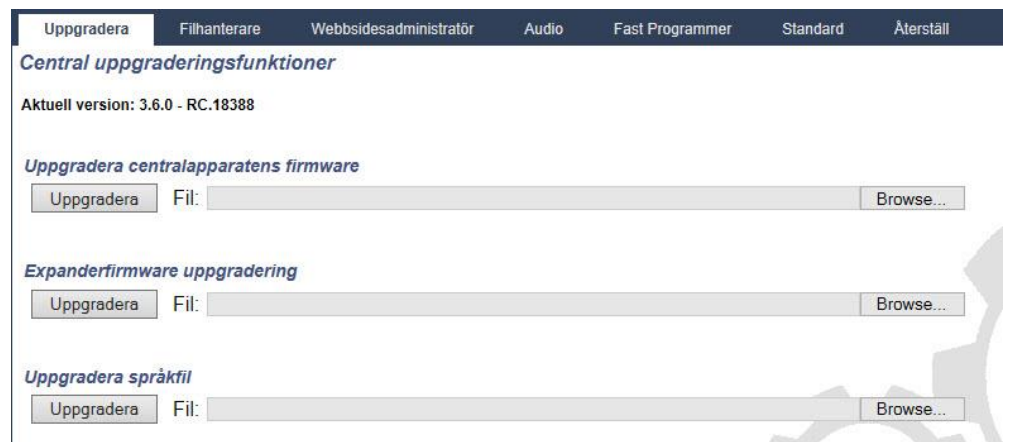 Uppgradera Filhanterare Webbsidesadministratör Audio Fast Programmer Standard Återställ
Central uppgraderingsfunktioner
Aktuell version: 3.6.0 - RC.18388
Uppgradera centralapparatens firmware
Uppgradera Fil: Browse...
Expanderfirmware uppgradering
Uppgradera Fil: Browse...
Uppgradera språkfil
Uppgradera Fil: Browse...